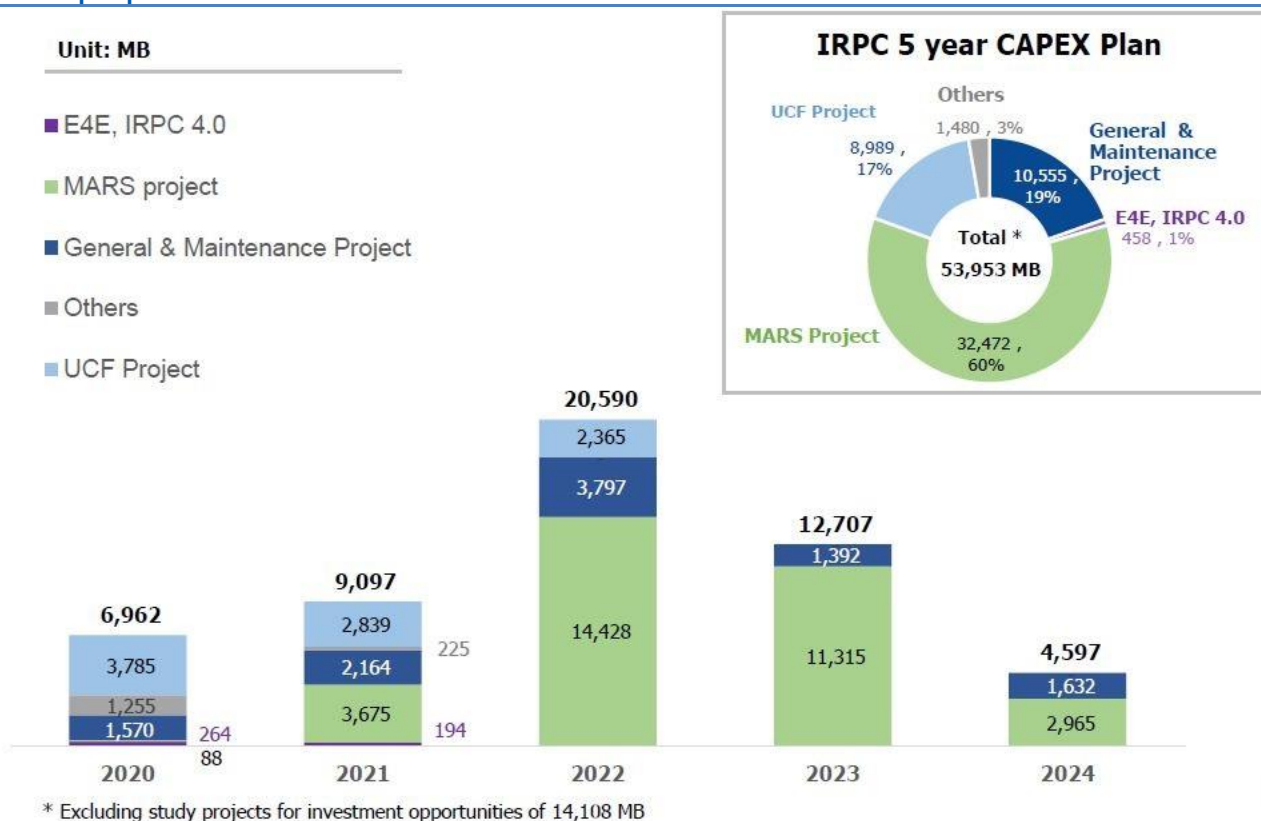 Unit: MB
E4E, IRPC 4.0
MARS project
General & Maintenance Project
Others
UCF Project
IRPC 5 year CAPEX Plan
Others
1,480 , 3%
UCF Project
8,989 ,
17%
General &
Maintenance
Project
10,555 ,
19%
E4E, IRPC 4.0
458 , 1%
Total *
53,953 MB
MARS Project
32,472 ,
60%
6,962
3,785
1,255
1,570
264
88
9,097
2,839
225
2,164
3,675
194
20,590
2,365
3,797
14,428
12,707
1,392
11,315
4,597
1,632
2,965
2020
2021
2022
2023
2024
* Excluding study projects for investment opportunities of 14,108 MB